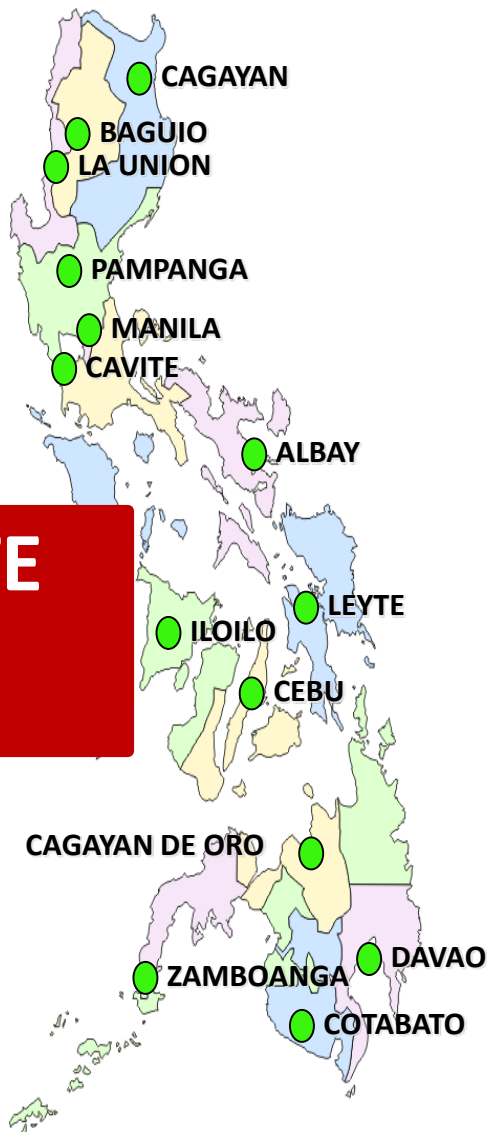 CAGAYAN
BAGUIO
LA UNION
PAMPANGA
MANILA
CAVITE
ALBAY
LEYTE
ILOILO
CEBU
CAGAYAN DE ORO
DAVAO
ZAMBOANGA
COTABATO